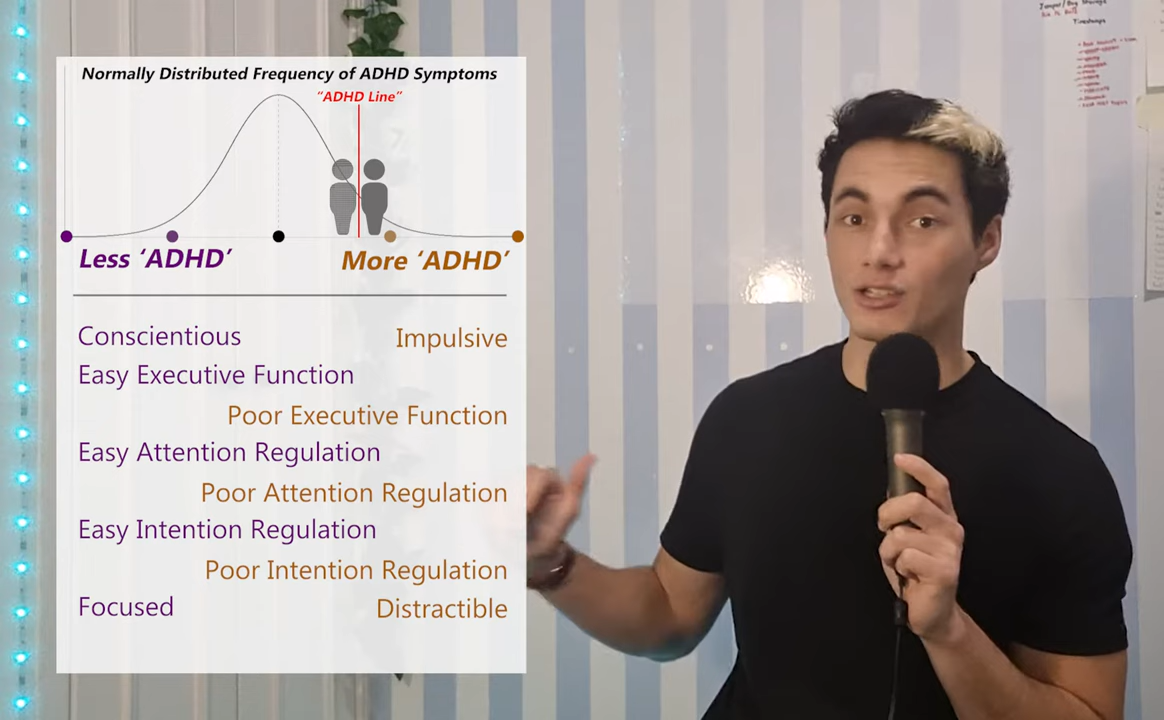 Normally Distributed Frequency of ADHD Symptoms
"ADHD Line"
Less 'ADHD'
More 'ADHD'
Conscientious
Impulsive
Easy Executive Function
Poor Executive Function
Easy Attention Regulation
Poor Attention Regulation
Easy Intention Regulation
Poor Intention Regulation
Focused
Distractible
Timestamps